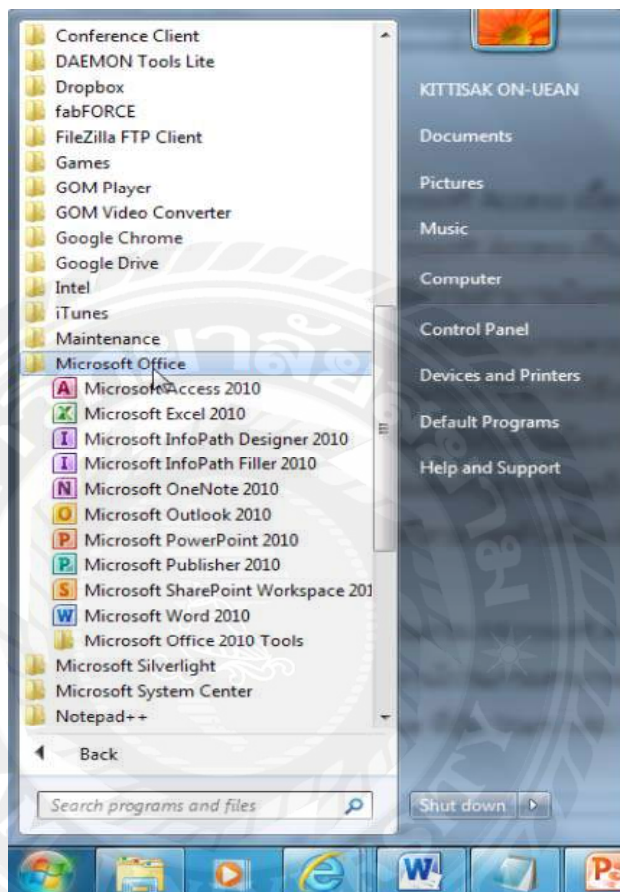 Conference Client
DAEMON Tools Lite
Dropbox
fabFORCE
FileZilla FTP Client
Games
GOM Player
GOM Video Converter
Google Chrome
Google Drive
Intel
iTunes
Maintenance
Microsoft Office
Microsoft Access 2010
Microsoft Excel 2010
Microsoft InfoPath Designer 2010
Microsoft InfoPath Filler 2010
Microsoft OneNote 2010
Microsoft Outlook 2010
Microsoft PowerPoint 2010
Microsoft Publisher 2010
Microsoft SharePoint Workspace 201
Microsoft Word 2010
Microsoft Office 2010 Tools
Microsoft Silverlight
Microsoft System Center
Notepad++
Back
Search programs and files
KITTISAK ON-UEAN
Documents
Pictures
Music
Computer
Control Panel
Devices and Printers
Default Programs
Help and Support
Shut down